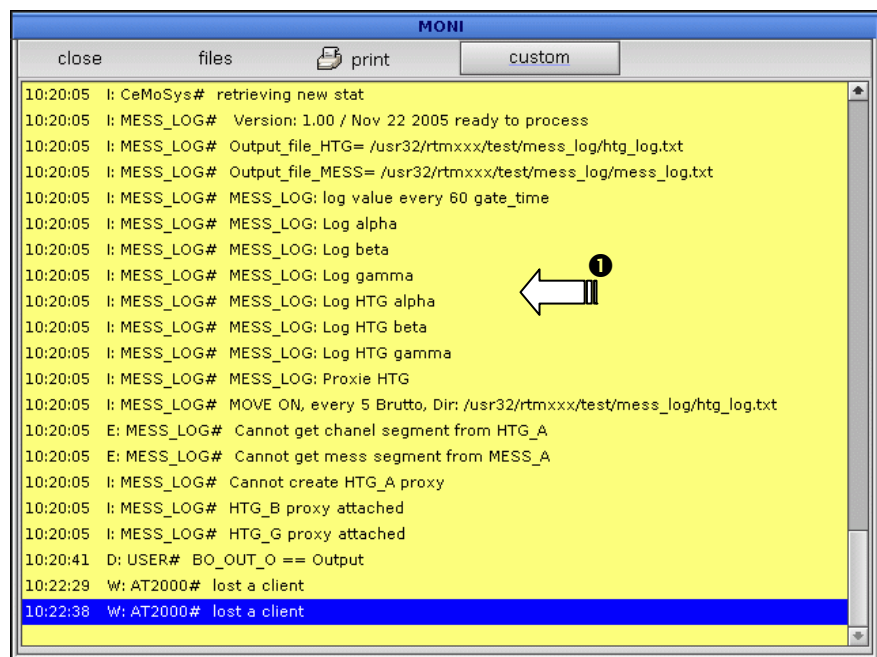 MONI
close files print custom
10:20:05 I: CeMoSys# retrieving new stat
10:20:05 I: MESS_LOG# Version: 1.00 / Nov 22 2005 ready to process
10:20:05 I: MESS_LOG# Output_file_HTG= /usr32/rtmxxx/test/mess_log/htg_log.txt
10:20:05 I: MESS_LOG# Output_file_MESS= /usr32/rtmxxx/test/mess_log/mess_log.txt
10:20:05 I: MESS_LOG# MESS_LOG: log value every 60 gate_time
10:20:05 I: MESS_LOG# MESS_LOG: Log alpha
10:20:05 I: MESS_LOG# MESS_LOG: Log beta
10:20:05 I: MESS_LOG# MESS_LOG: Log gamma
❶
10:20:05 I: MESS_LOG# MESS_LOG: Log HTG alpha
10:20:05 I: MESS_LOG# MESS_LOG: Log HTG beta
10:20:05 I: MESS_LOG# MESS_LOG: Log HTG gamma
10:20:05 I: MESS_LOG# MESS_LOG: Proxie HTG
10:20:05 I: MESS_LOG# MOVE ON, every 5 Brutto, Dir: /usr32/rtmxxx/test/mess_log/htg_log.txt
10:20:05 E: MESS_LOG# Cannot get chanel segment from HTG_A
10:20:05 E: MESS_LOG# Cannot get mess segment from MESS_A
10:20:05 I: MESS_LOG# Cannot create HTG_A proxy
10:20:05 I: MESS_LOG# HTG_B proxy attached
10:20:05 I: MESS_LOG# HTG_G proxy attached
10:20:41 D: USER# BO_OUT_O == Output
10:22:29 W: AT2000# lost a client
10:22:38 W: AT2000# lost a client